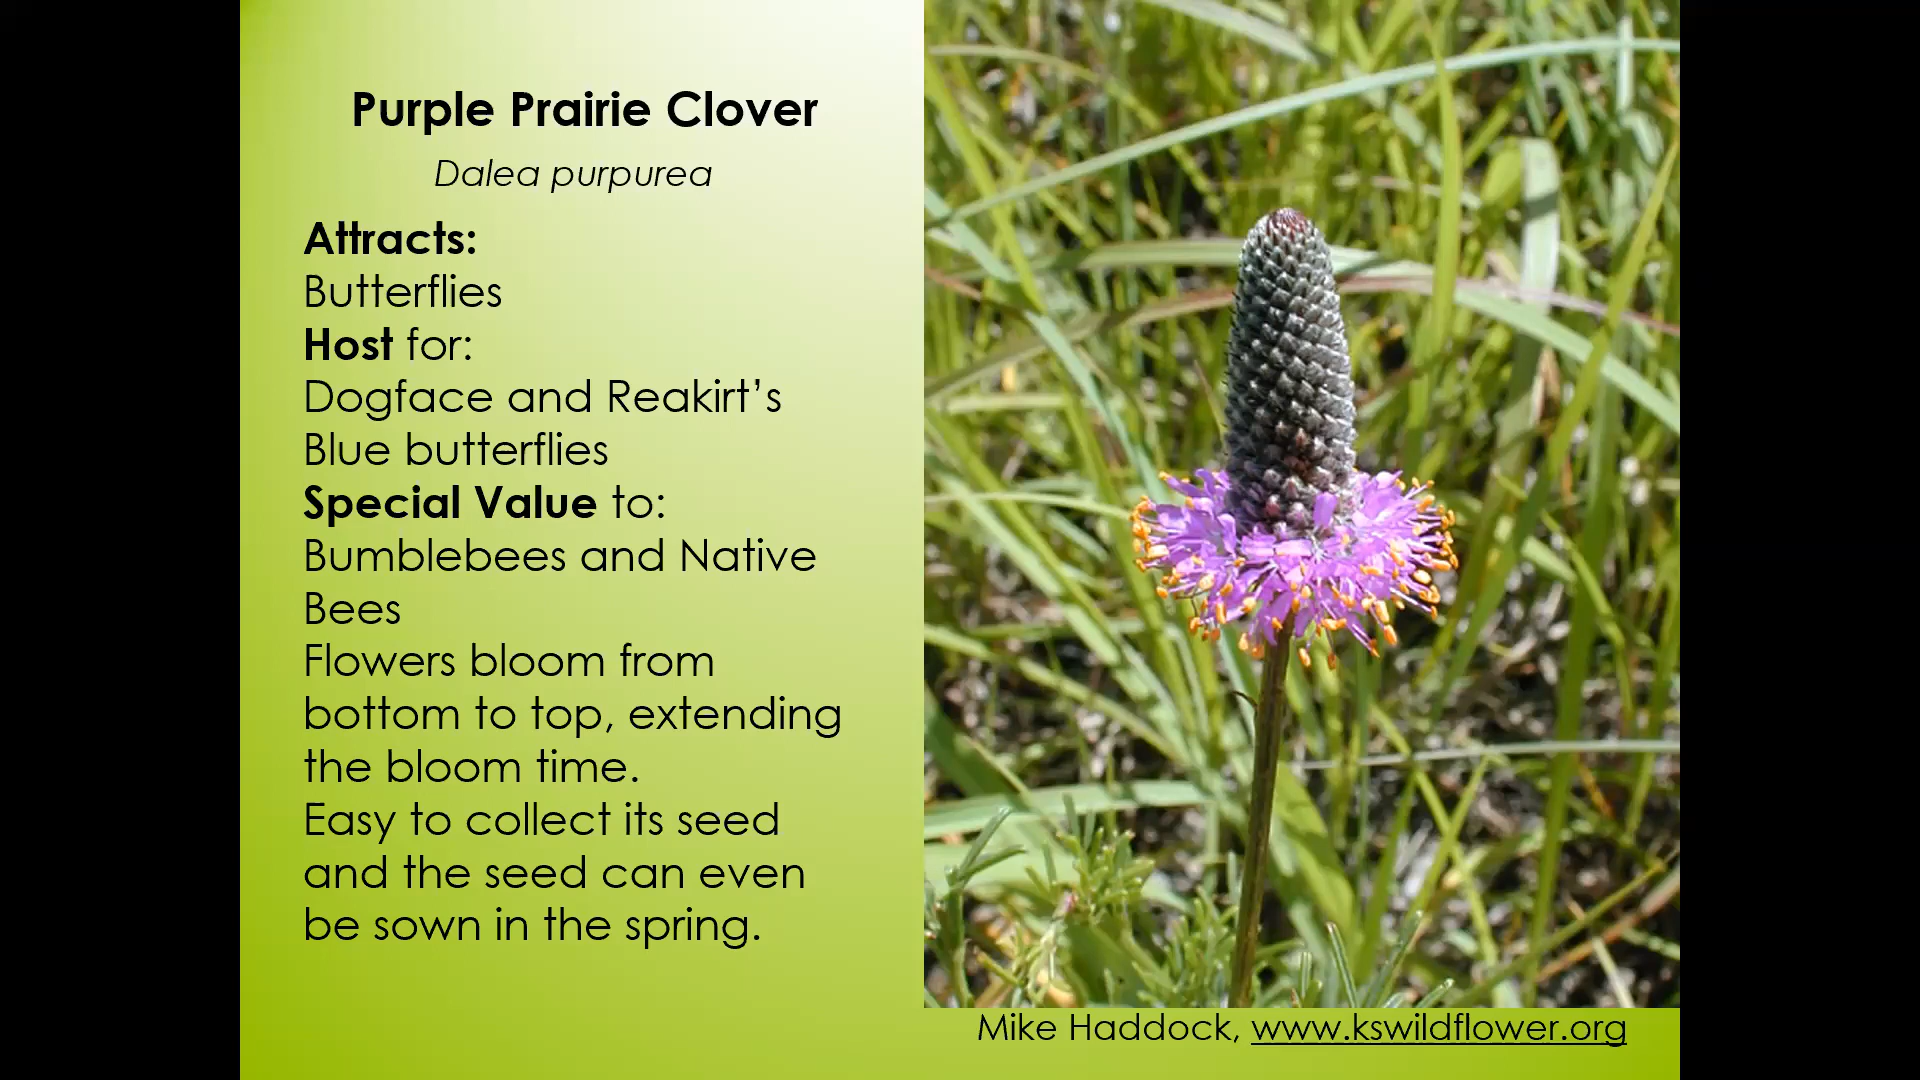 Purple Prairie Clover
Dalea purpurea
Attracts:
Butterflies
Host for:
Dogface and Reakirt’s
Blue butterflies
Special Value to:
Bumblebees and Native
Bees
Flowers bloom from
bottom to top, extending
the bloom time.
Easy to collect its seed
and the seed can even
be sown in the spring.
Mike Haddock, www.kswildflower.org